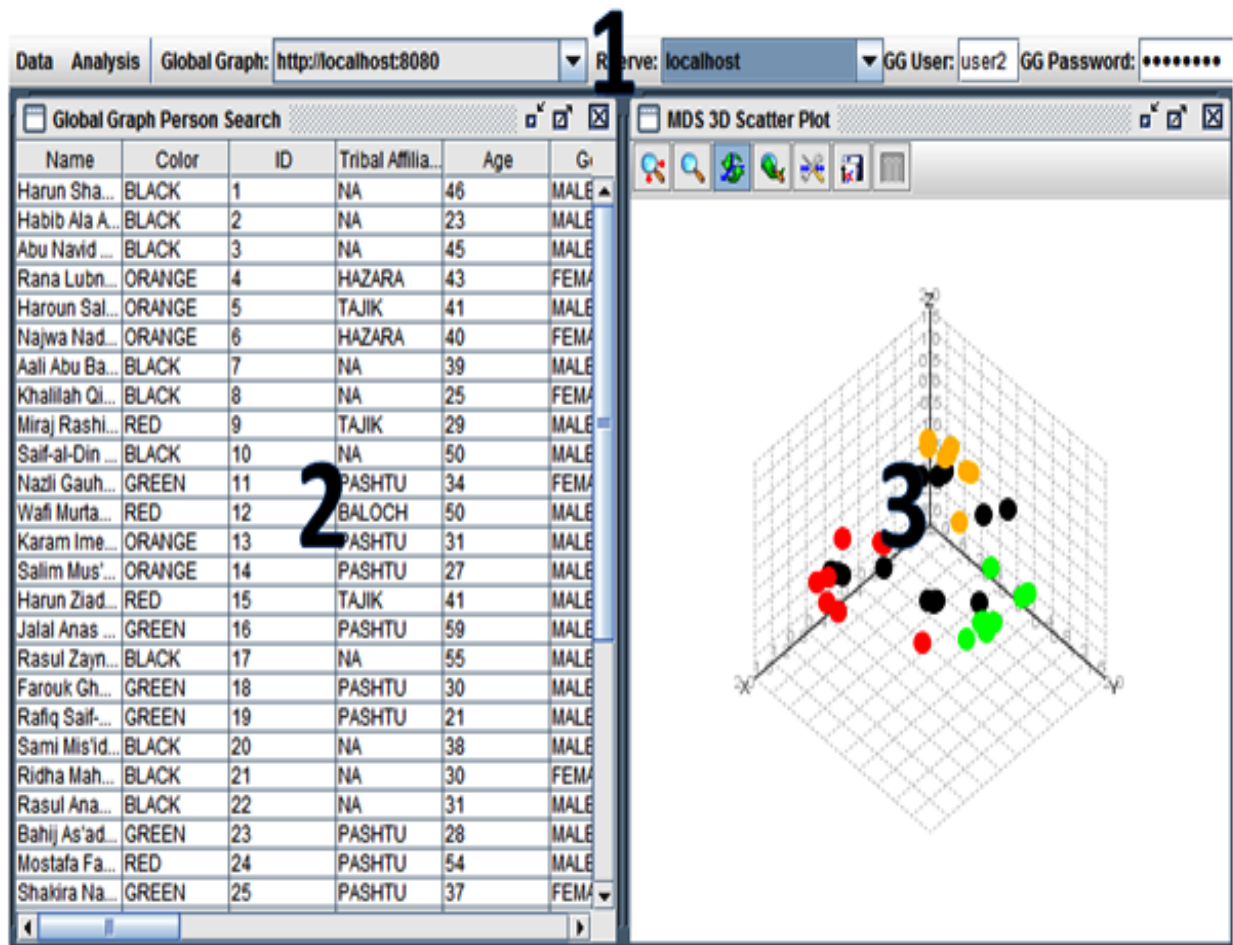 1
Data Analysis Global Graph: http://localhost:8080 GG User: user2 GG Password: ••••••••
localhost
Global Graph Person Search
Name Color ID Tribal Affilia... Age
Harun Sha... BLACK 1 NA 46 MALE
Habib Ala A... BLACK 2 NA 23 MALE
Abu Navid ... BLACK 3 NA 45 MALE
Rana Lubn... ORANGE 4 HAZARA 43 FEMA
Haroun Sal... ORANGE 5 TAJIK 41 MALE
Najwa Nad... ORANGE 6 HAZARA 40 FEMA
Aali Abu Ba... BLACK 7 NA 39 MALE
Khalilah Qi... BLACK 8 NA 25 FEMA
Miraj Rashi... RED 9 TAJIK 29 MALE
Saif-al-Din ... BLACK 10 NA 50 MALE
Nazli Gauh... GREEN 11 PASHTU 34 FEMA
Wafi Murta... RED 12 BALOCH 50 MALE
Karam Ime... ORANGE 13 PASHTU 31 MALE
Salim Mus'... ORANGE 14 PASHTU 27 MALE
Harun Ziad... RED 15 TAJIK 41 MALE
Jalal Anas ... GREEN 16 PASHTU 59 MALE
Rasul Zayn... BLACK 17 NA 55 MALE
Farouk Gh... GREEN 18 PASHTU 30 MALE
Rafiq Saif-... GREEN 19 PASHTU 21 MALE
Sami Mis'id... BLACK 20 NA 38 MALE
Ridha Mah... BLACK 21 NA 30 FEMA
Rasul Ana... BLACK 22 NA 31 MALE
Bahij As'ad... GREEN 23 PASHTU 28 MALE
Mostafa Fa... RED 24 PASHTU 54 MALE
Shakira Na... GREEN 25 PASHTU 37 FEMA
2
MDS 3D Scatter Plot
Z
3
X
Y